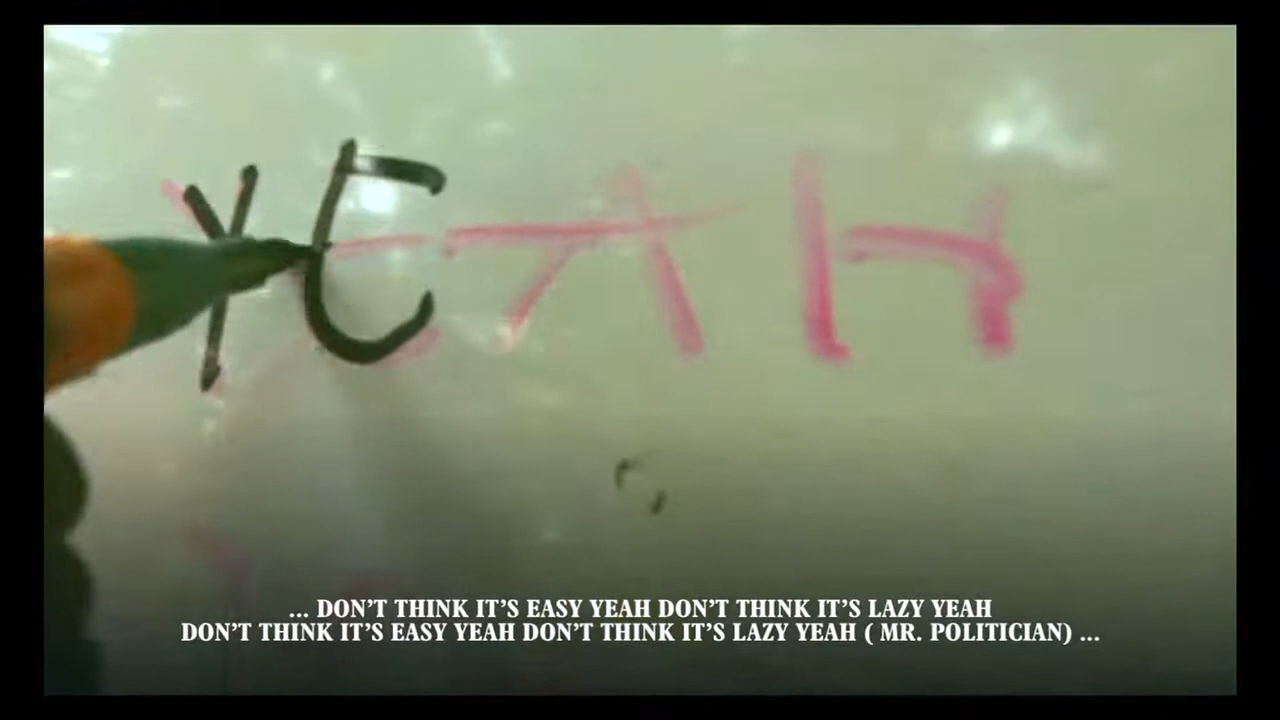 YEAH
... DON'T THINK IT'S EASY YEAH DON'T THINK IT'S LAZY YEAH
DON'T THINK IT'S EASY YEAH DON'T THINK IT'S LAZY YEAH ( MR. POLITICIAN) ...